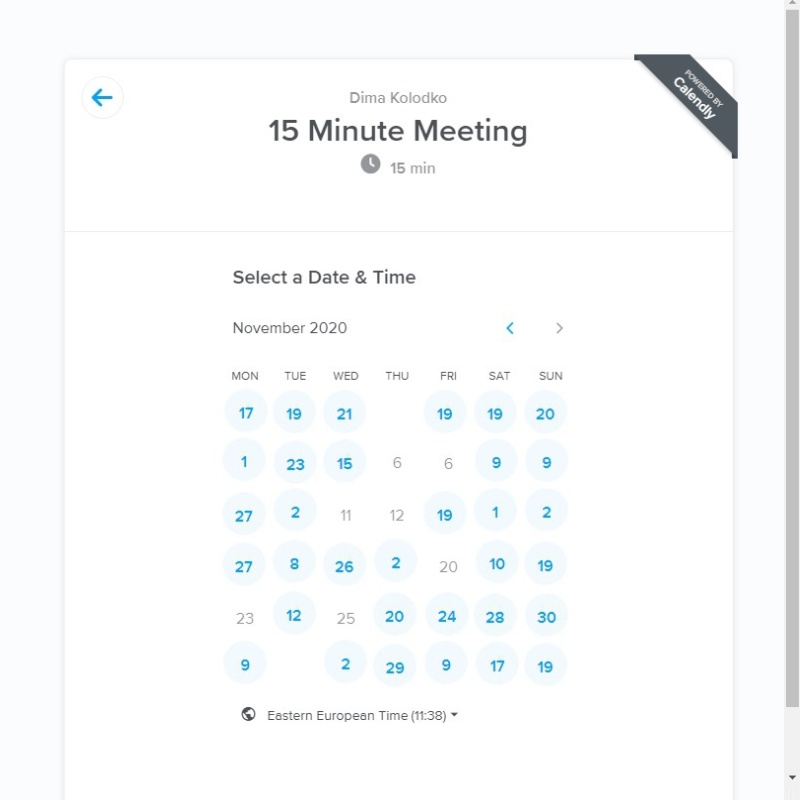 POWERED BY
Calendly
Dima Kolodko
15 Minute Meeting
15 min
Select a Date & Time
November 2020
MON TUE WED THU FRI SAT SUN
17 19 21 19 19 20
1 23 15 6 6 9 9
27 2 11 12 19 1 2
27 8 26 2 20 10 19
23 12 25 20 24 28 30
9 2 29 9 17 19
Eastern European Time (11:38)